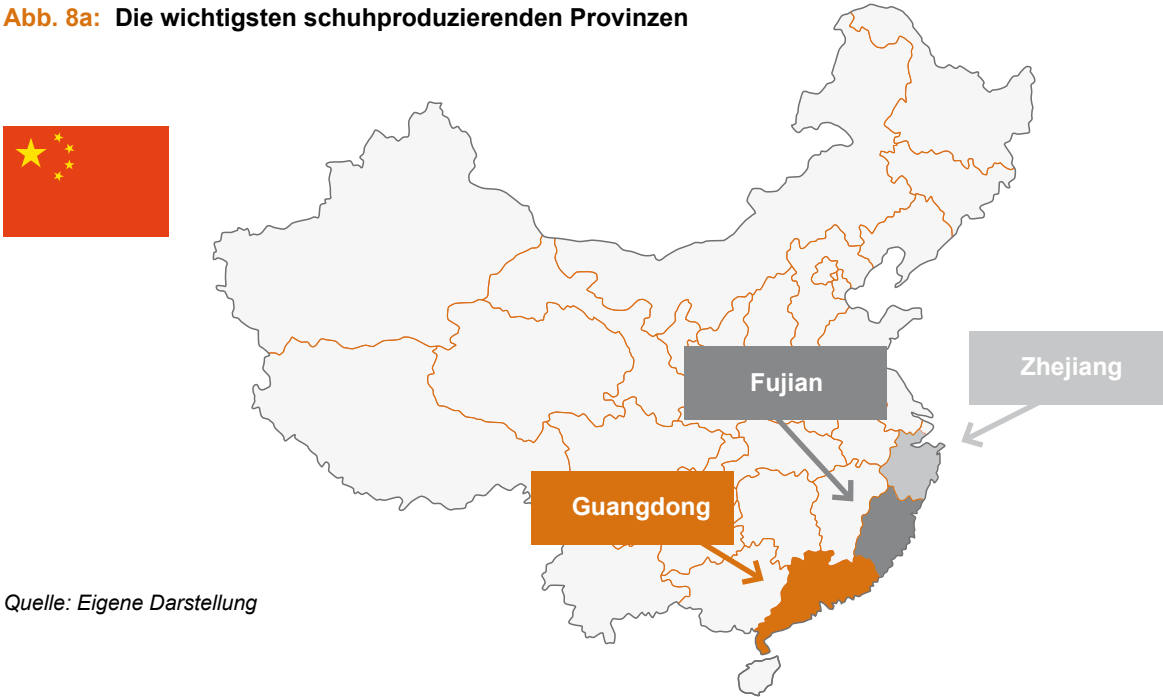 Abb. 8a: Die wichtigsten schuhproduzierenden Provinzen
Zhejiang
Fujian
Guangdong
Quelle: Eigene Darstellung